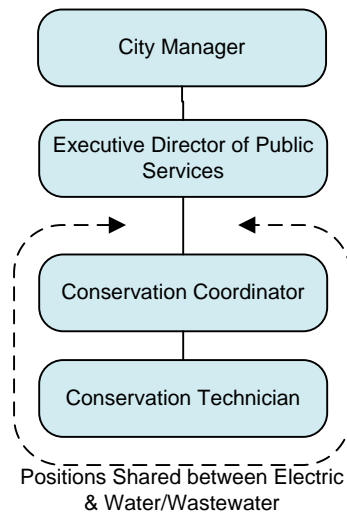 City Manager
Executive Director of Public
Services
Conservation Coordinator
Conservation Technician
Positions Shared between Electric
& Water/Wastewater